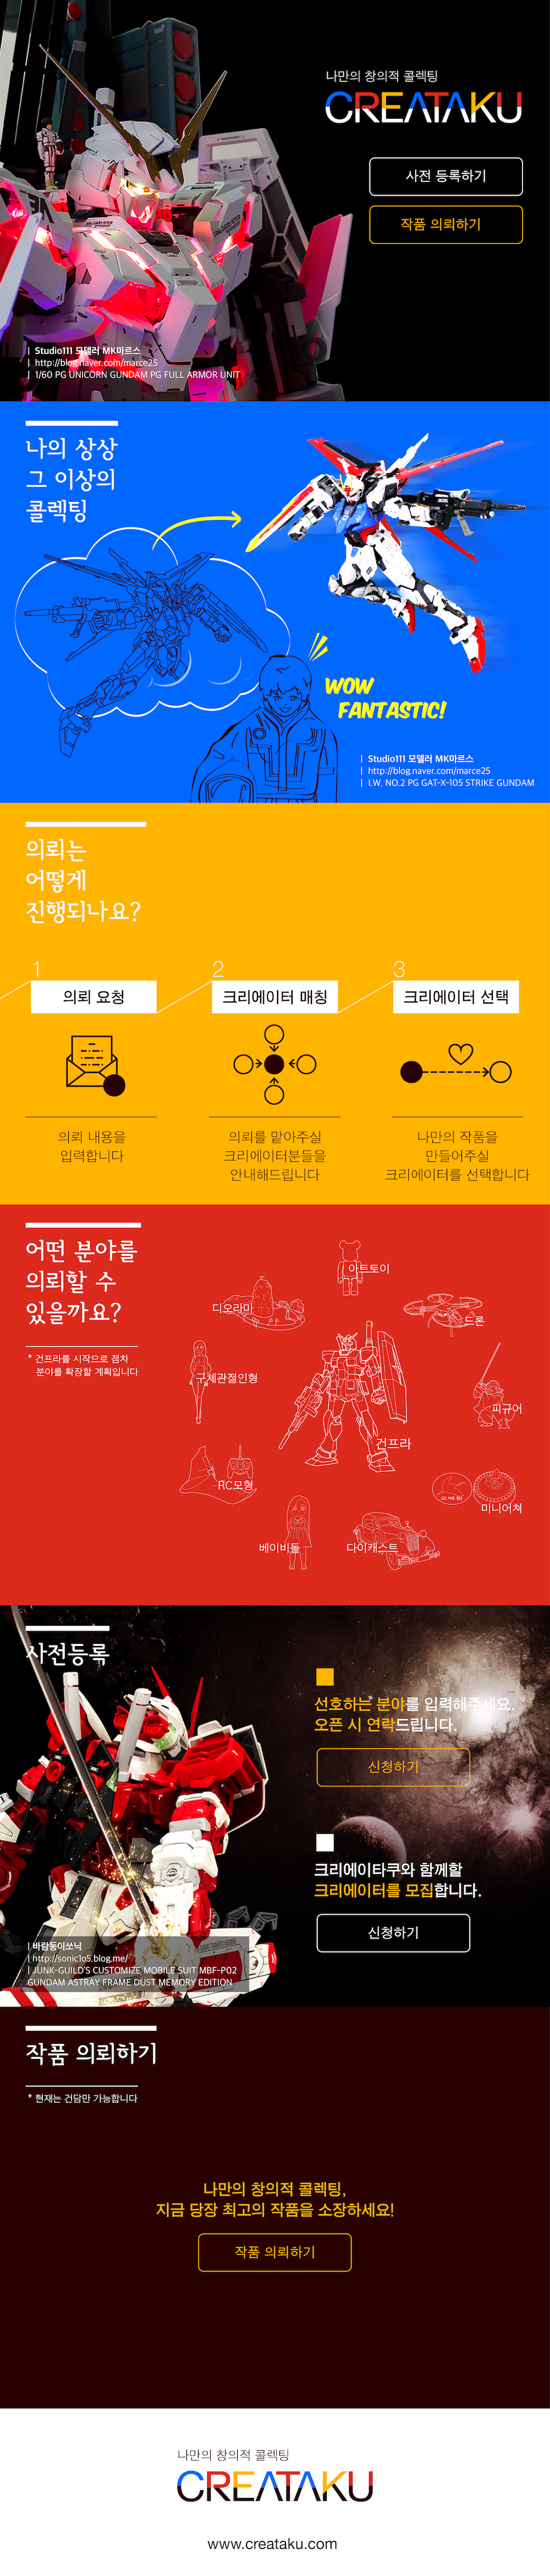 나만의 창의적 콜렉팅
CREATAKU
사전 등록하기
작품 의뢰하기
| Studio111 모델러 MK마르스
| http://blog.naver.com/marce25
| 1/60 PG UNICORN GUNDAM PG FULL ARMOR UNIT
나의 상상
그 이상의
콜렉팅
WOW
FANTASTIC!
| Studio111 모델러 MK마르스
| http://blog.naver.com/marce25
| I.W. NO.2 PG GAT-X-105 STRIKE GUNDAM
의뢰는
어떻게
진행되나요?
1
의뢰 요청
의뢰 내용을
입력합니다
2
크리에이터 매칭
의뢰를 맡아주실
크리에이터분들을
안내해드립니다
3
크리에이터 선택
나만의 작품을
만들어주실
크리에이터를 선택합니다
어떤 분야를
의뢰할 수
있을까요?
* 건프라를 시작으로 점차
분야를 확장할 계획입니다
아트토이
디오라마
드론
구체관절인형
피규어
건프라
RC모형
미니어쳐
베이비돌
다이캐스트
사전등록
선호하는 분야를 입력해주세요.
오픈 시 연락드립니다.
신청하기
크리에이타쿠와 함께할
크리에이터를 모집합니다.
신청하기
| 바람둥이쏘닉
| http://sonic1o5.blog.me/
| JUNK-GUILD'S CUSTOMIZE MOBILE SUIT MBF-P02
GUNDAM ASTRAY FRAME DUST MEMORY EDITION
작품 의뢰하기
* 현재는 건담만 가능합니다
나만의 창의적 콜렉팅,
지금 당장 최고의 작품을 소장하세요!
작품 의뢰하기
나만의 창의적 콜렉팅
CREATAKU
www.creataku.com